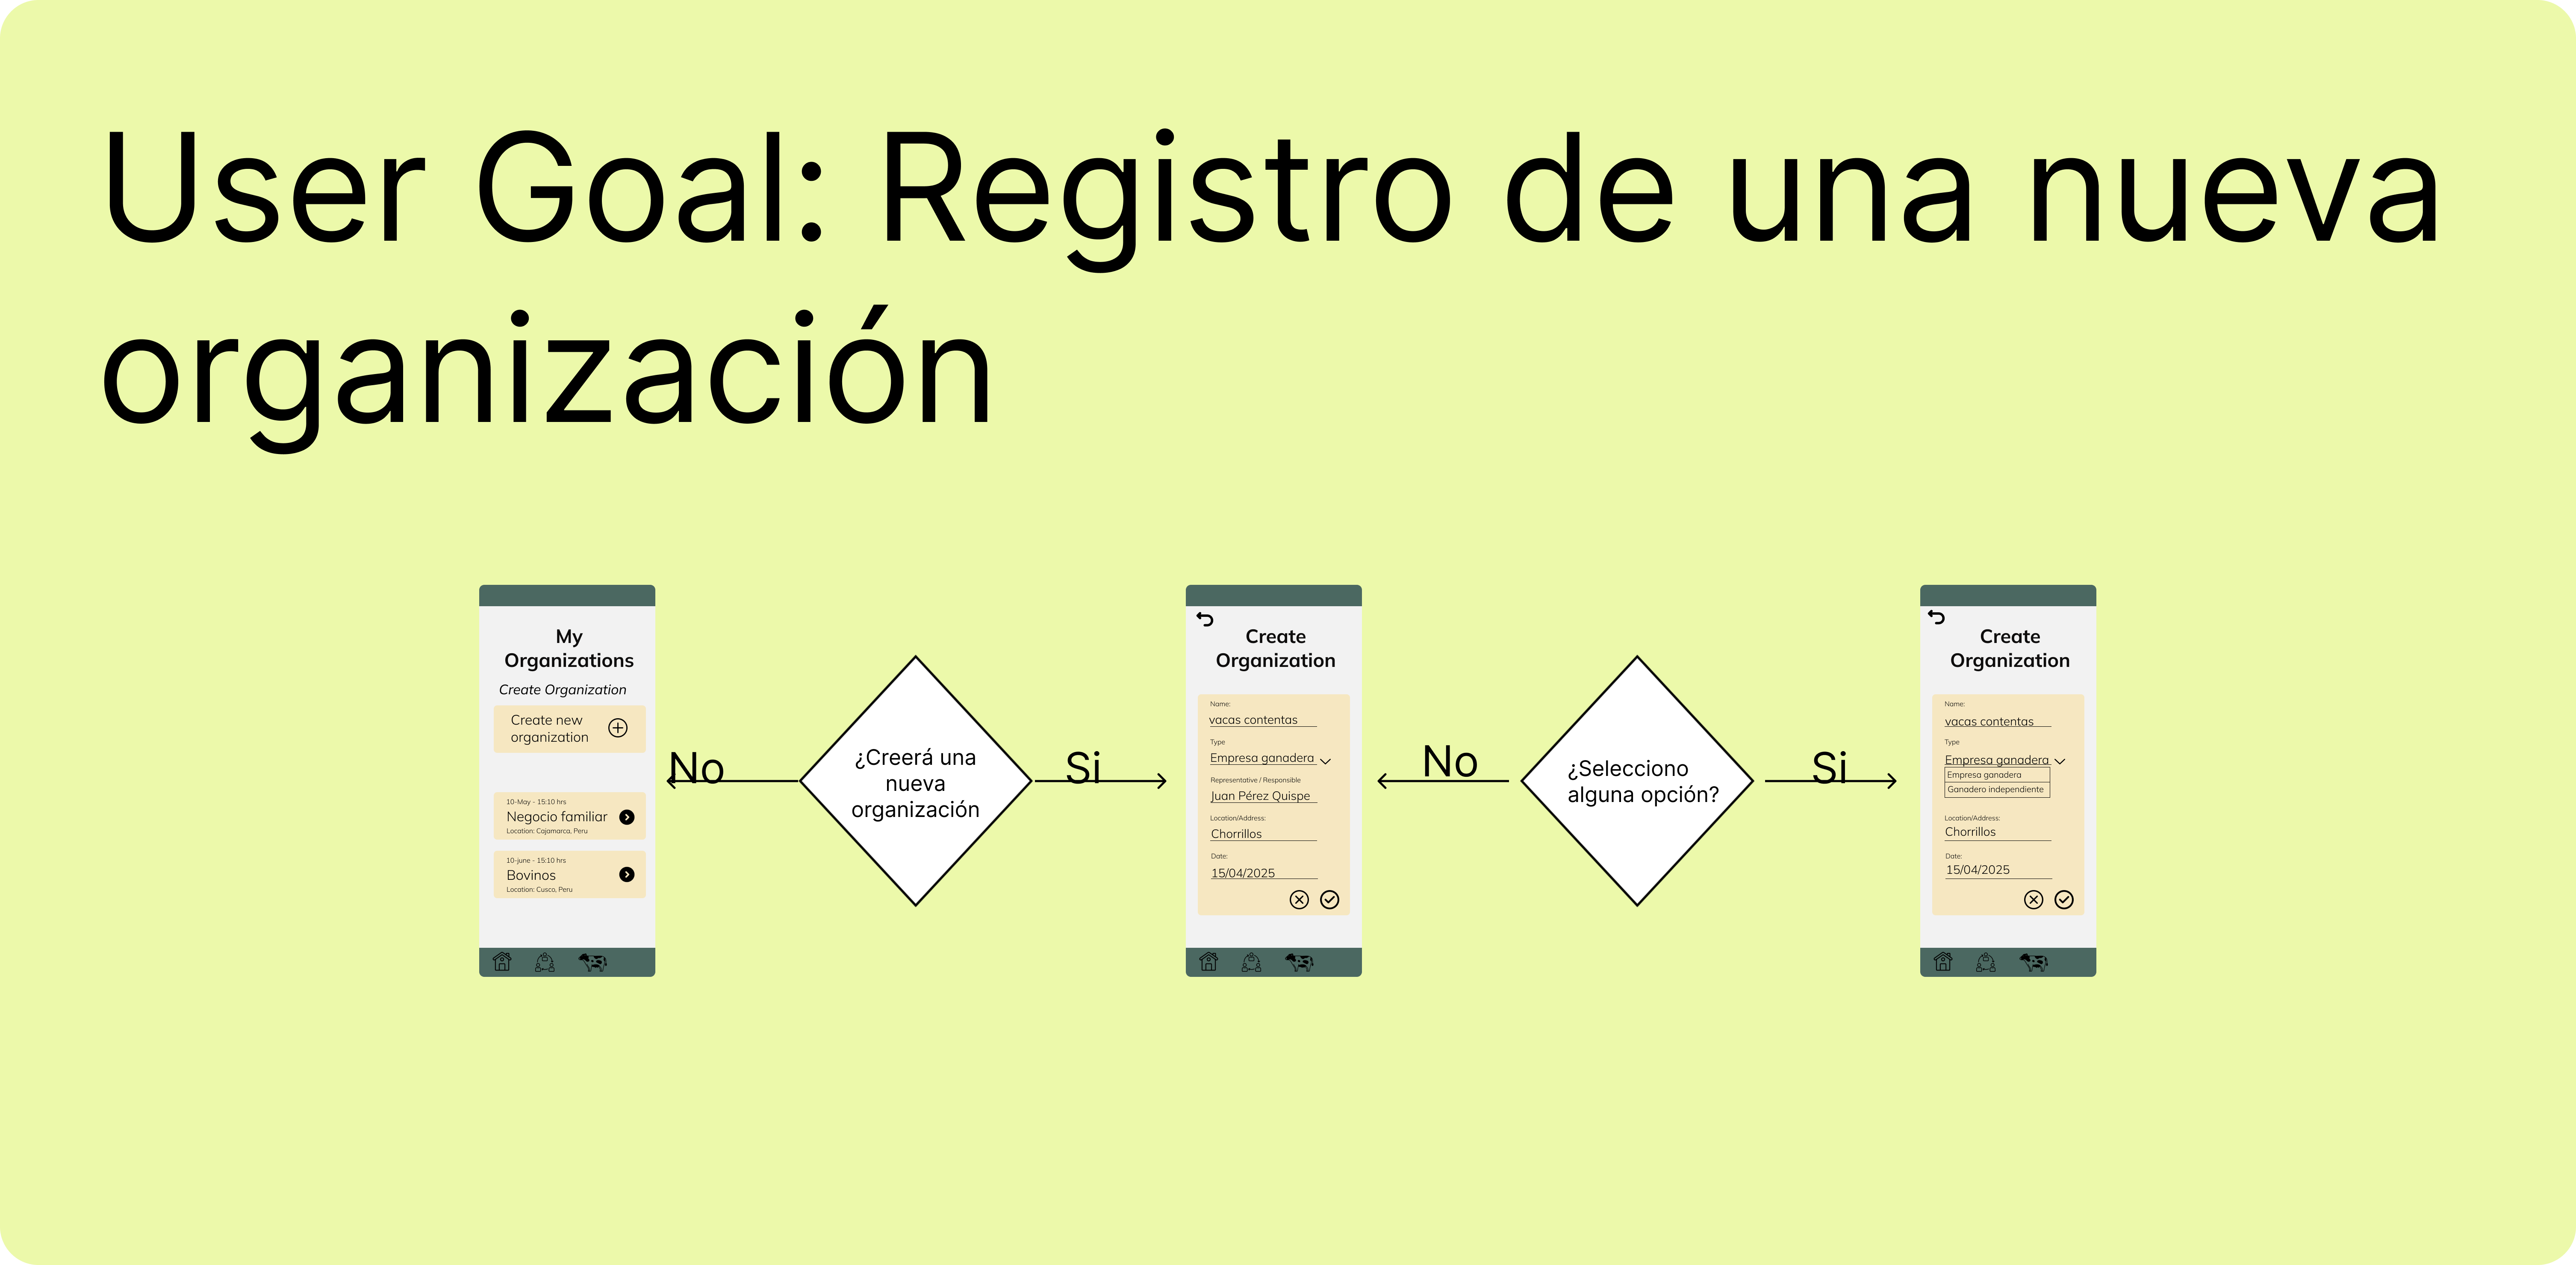 User Goal: Registro de una nueva
organización
My
Organizations
Create Organization
Create new
organization
10-May - 15:10 hrs
Negocio familiar
Location: Cajamarca, Peru
10-june - 15:10 hrs
Bovinos
Location: Cusco, Peru
No
¿Creerá una
nueva
organización
Si
Create
Organization
Name:
vacas contentas
Type
Empresa ganadera
Representative / Responsible
Juan Pérez Quispe
Location/Address:
Chorrillos
Date:
15/04/2025
No
¿Selecciono
alguna opción?
Si
Create
Organization
Name:
vacas contentas
Type
Empresa ganadera
Empresa ganadera
Ganadero independiente
Location/Address:
Chorrillos
Date:
15/04/2025